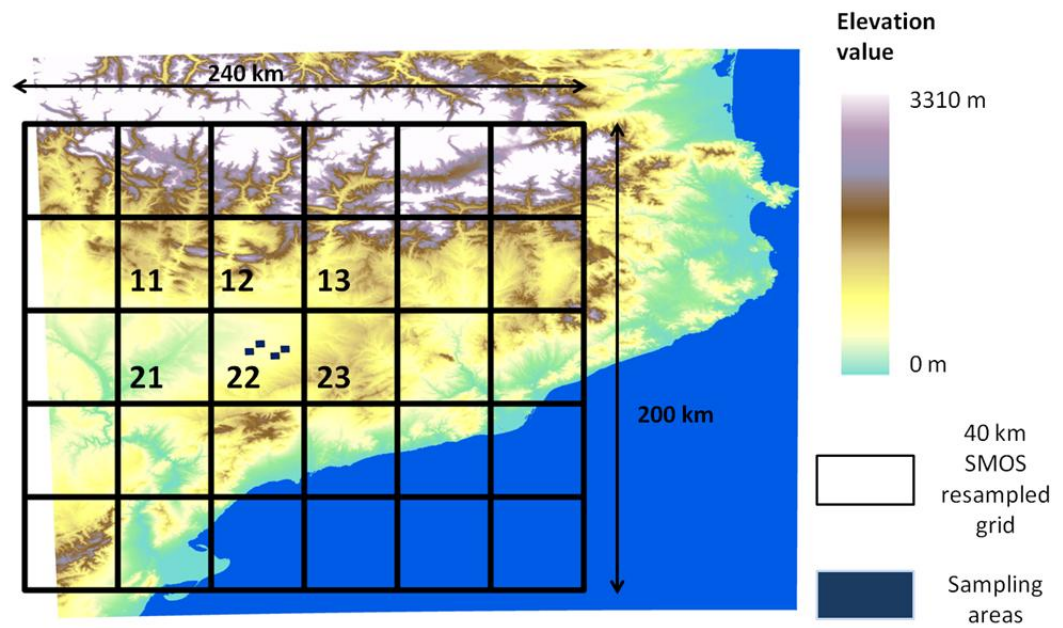 Elevation
value
240 km
3310 m
11
12
13
21
22
23
0 m
200 km
40 km
SMOS
resampled
grid
Sampling
areas